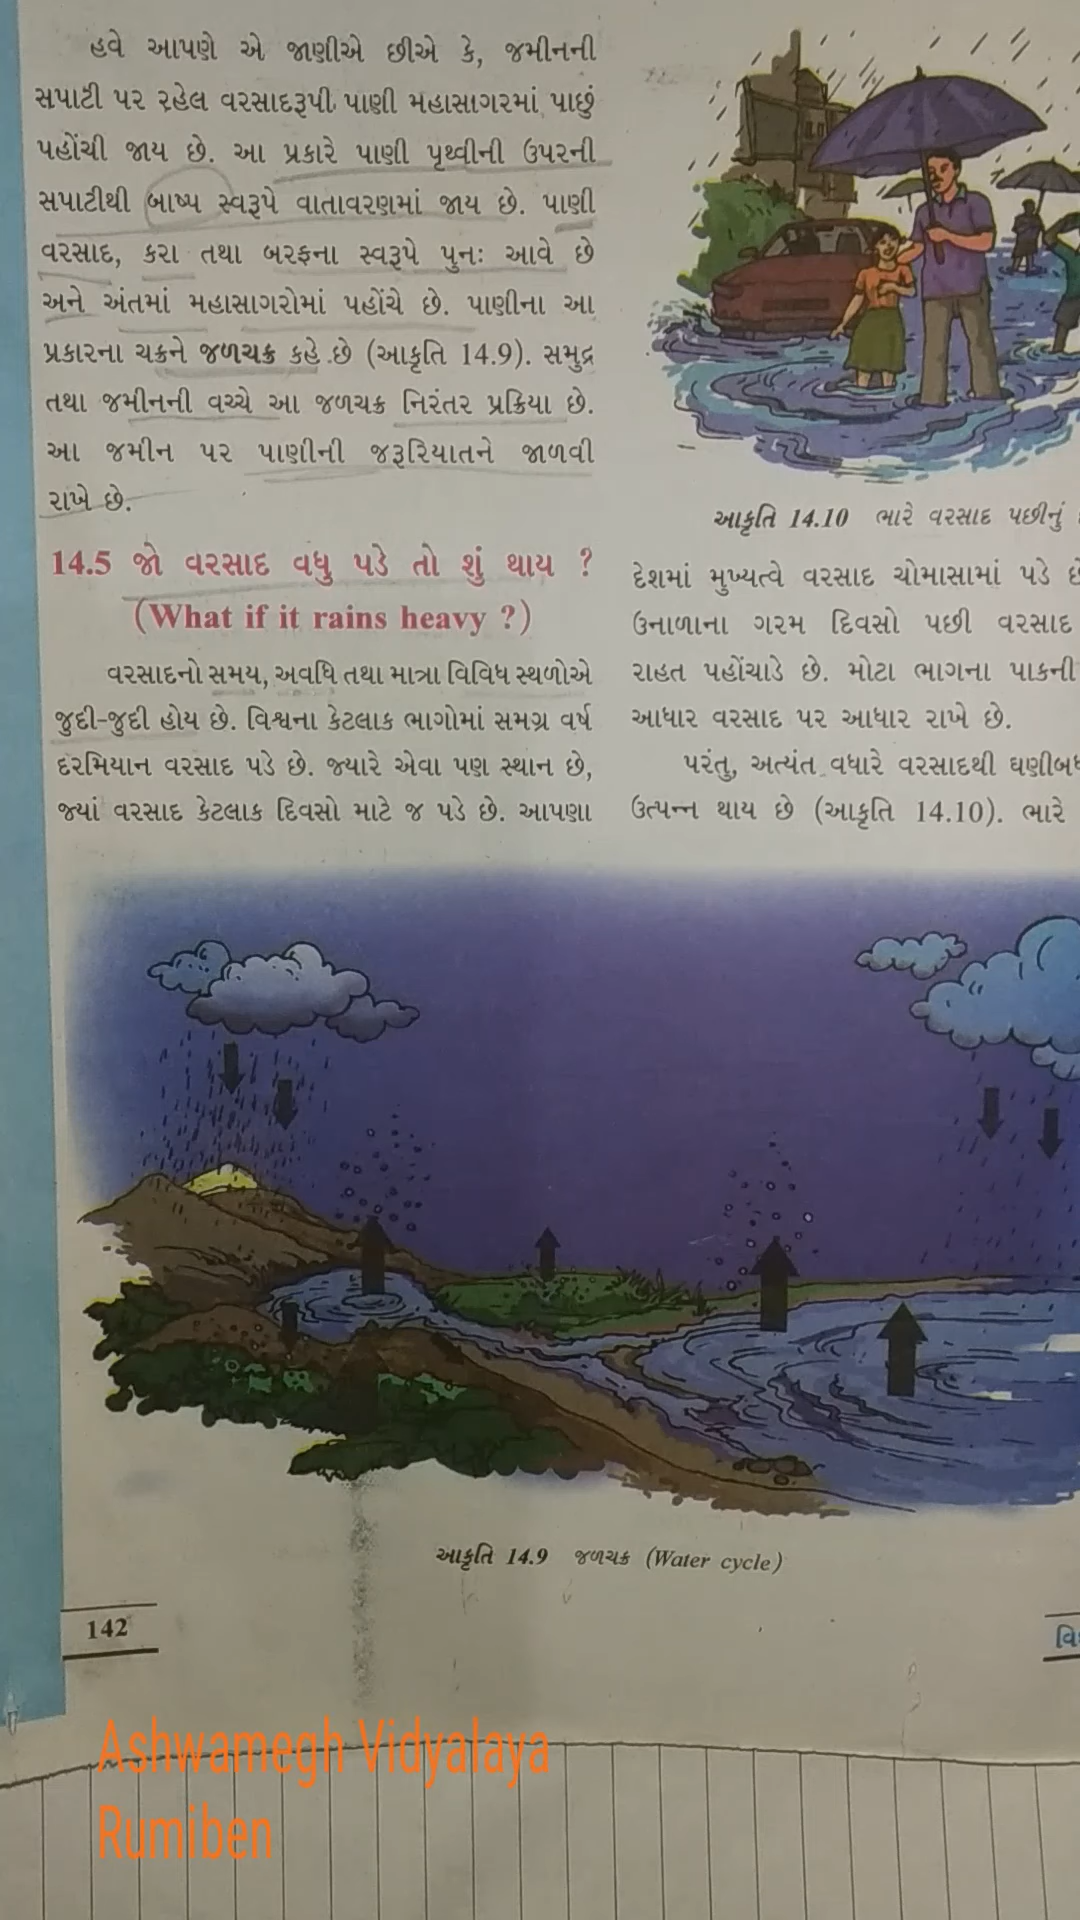 હવે આપણે એ જાણીએ છીએ કે, જમીનની
સપાટી પર રહેલ વરસાદરૂપી પાણી મહાસાગરમાં પાછું
પહોંચી જાય છે. આ પ્રકારે પાણી પૃથ્વીની ઉપરની
સપાટીથી બાષ્પ સ્વરૂપે વાતાવરણમાં જાય છે. પાણી
વરસાદ, કરા તથા બરફના સ્વરૂપે પુનઃ આવે છે
અને અંતમાં મહાસાગરોમાં પહોંચે છે. પાણીના આ
પ્રકારના ચક્રને જળચક્ર કહે છે (આકૃતિ 14.9). સમુદ્ર
તથા જમીનની વચ્ચે આ જળચક્ર નિરંતર પ્રક્રિયા છે.
આ જમીન પર પાણીની જરૂરિયાતને જાળવી
રાખે છે.
14.5 જો વરસાદ વધુ પડે તો શું થાય ?
(What if it rains heavy ?)
વરસાદનો સમય, અવધિ તથા માત્રા વિવિધ સ્થળોએ
જુદી-જુદી હોય છે. વિશ્વના કેટલાક ભાગોમાં સમગ્ર વર્ષ
દરમિયાન વરસાદ પડે છે. જ્યારે એવા પણ સ્થાન છે,
જ્યાં વરસાદ કેટલાક દિવસો માટે જ પડે છે. આપણા
આકૃતિ 14.10 ભારે વરસાદ પછીનું
દેશમાં મુખ્યત્વે વરસાદ ચોમાસામાં પડે છે
ઉનાળાના ગરમ દિવસો પછી વરસાદ
રાહત પહોંચાડે છે. મોટા ભાગના પાકની
આધાર વરસાદ પર આધાર રાખે છે.
પરંતુ, અત્યંત વધારે વરસાદથી
ઉત્પન્ન થાય છે (આકૃતિ 14.10). ભારે
આકૃતિ 14.9 જળચક્ર (Water cycle)
142
Ashwamegh Vidyalaya
Rumiben